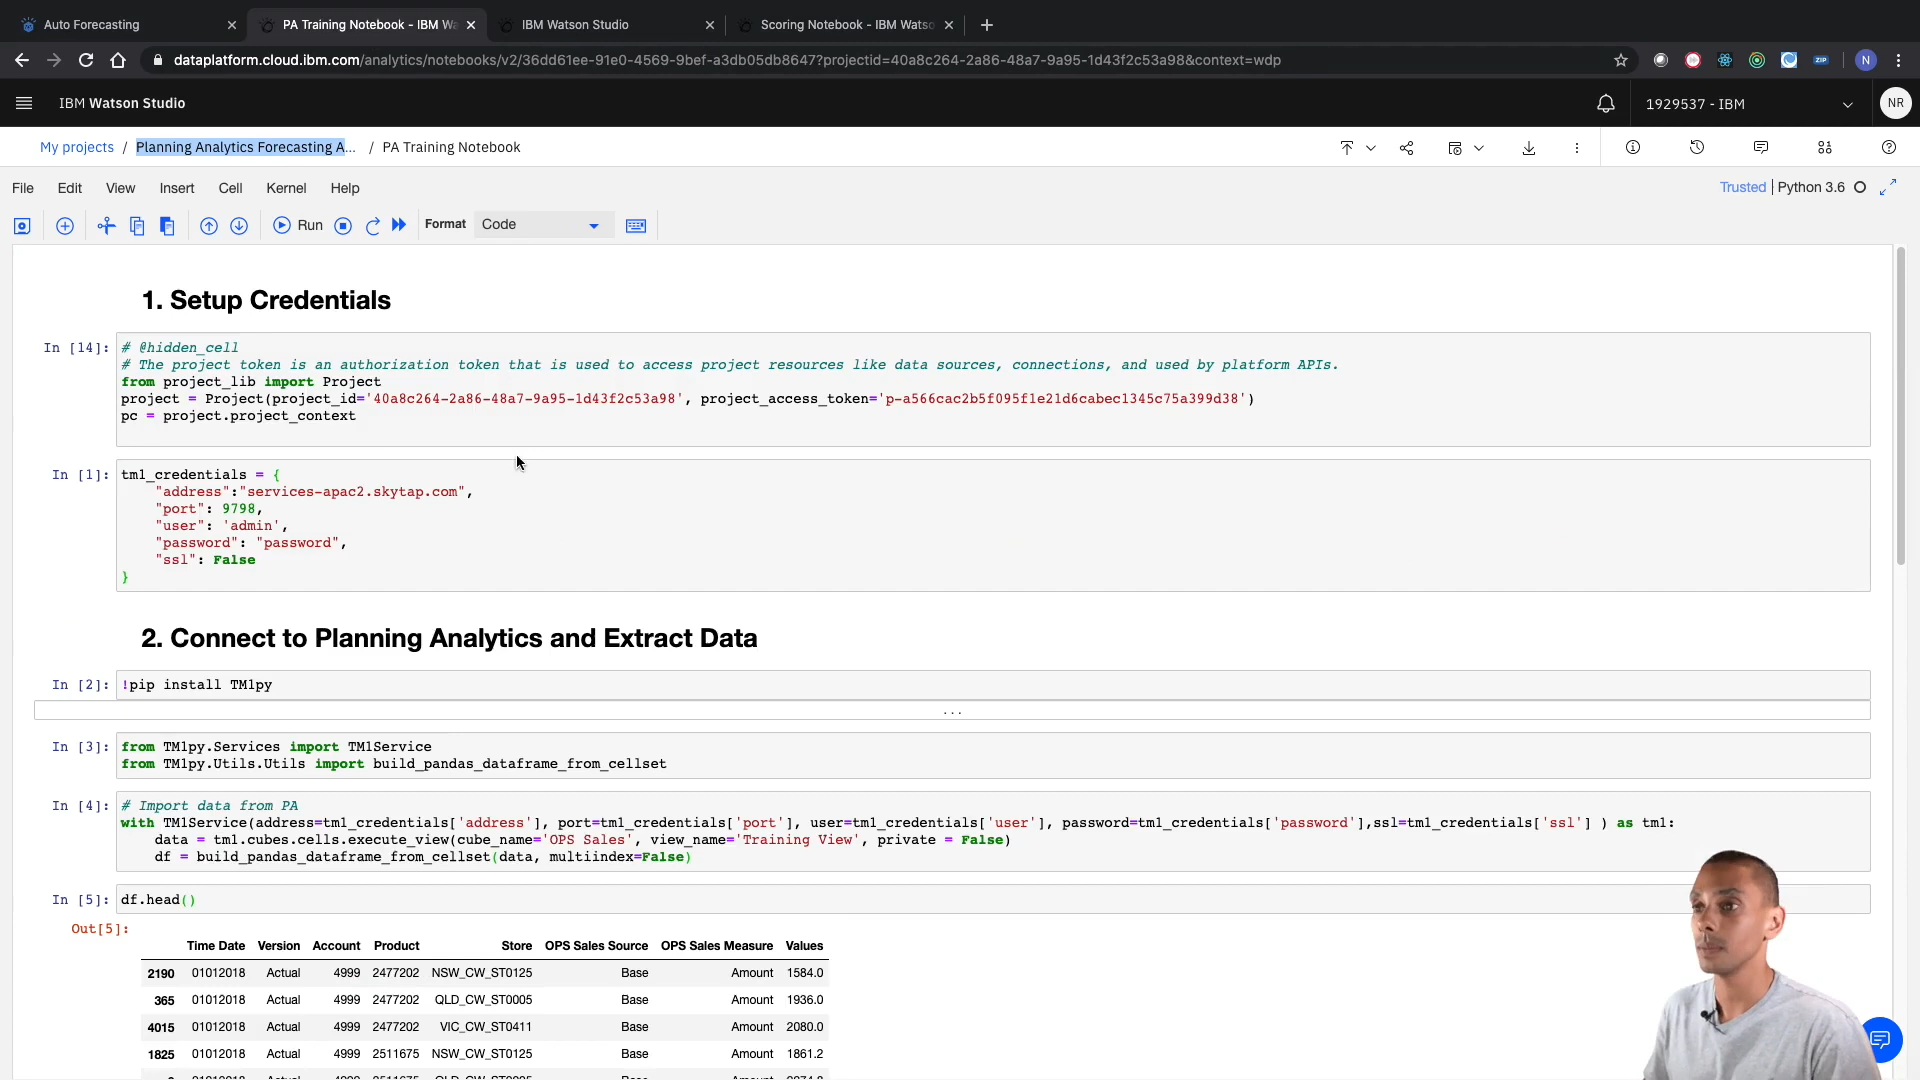 Auto Forecasting
PA Training Notebook - IBM Wa
IBM Watson Studio
Scoring Notebook - IBM Watso
dataplatform.cloud.ibm.com/analytics/notebooks/v2/36dd61ee-91e0-4569-9bef-a3db05db8647?projectid=40a8c264-2a86-48a7-9a95-1d43f2c53a98&context=wdp
ZIP
N
IBM Watson Studio
1929537 - IBM
NR
My projects / Planning Analytics Forecasting A... / PA Training Notebook
File Edit View Insert Cell Kernel Help
Trusted | Python 3.6
Run
Format
Code
1. Setup Credentials
In [14]:
# @hidden_cell
# The project token is an authorization token that is used to access project resources like data sources, connections, and used by platform APIs.
from project_lib import Project
project = Project(project_id='40a8c264-2a86-48a7-9a95-1d43f2c53a98', project_access_token='p-a566cac2b5f095f1e21d6cabec1345c75a399d38')
pc = project.project_context
In [1]:
tm1_credentials = {
"address":"services-apac2.skytap.com",
"port": 9798,
"user": 'admin',
"password": "password",
"ssl": False
}
2. Connect to Planning Analytics and Extract Data
In [2]:
!pip install TM1py
...
In [3]:
from TM1py.Services import TM1Service
from TM1py.Utils.Utils import build_pandas_dataframe_from_cellset
In [4]:
# Import data from PA
with TM1Service(address=tm1_credentials['address'], port=tm1_credentials['port'], user=tm1_credentials['user'], password=tm1_credentials['password'],ssl=tm1_credentials['ssl'] ) as tm1:
data = tm1.cubes.cells.execute_view(cube_name='OPS Sales', view_name='Training View', private = False)
df = build_pandas_dataframe_from_cellset(data, multiindex=False)
In [5]:
df.head()
Out[5]:
Time Date Version Account Product Store OPS Sales Source OPS Sales Measure Values
2190 01012018 Actual 4999 2477202 NSW_CW_ST0125 Base Amount 1584.0
365 01012018 Actual 4999 2477202 QLD_CW_ST0005 Base Amount 1936.0
4015 01012018 Actual 4999 2477202 VIC_CW_ST0411 Base Amount 2080.0
1825 01012018 Actual 4999 2511675 NSW_CW_ST0125 Base Amount 1861.2